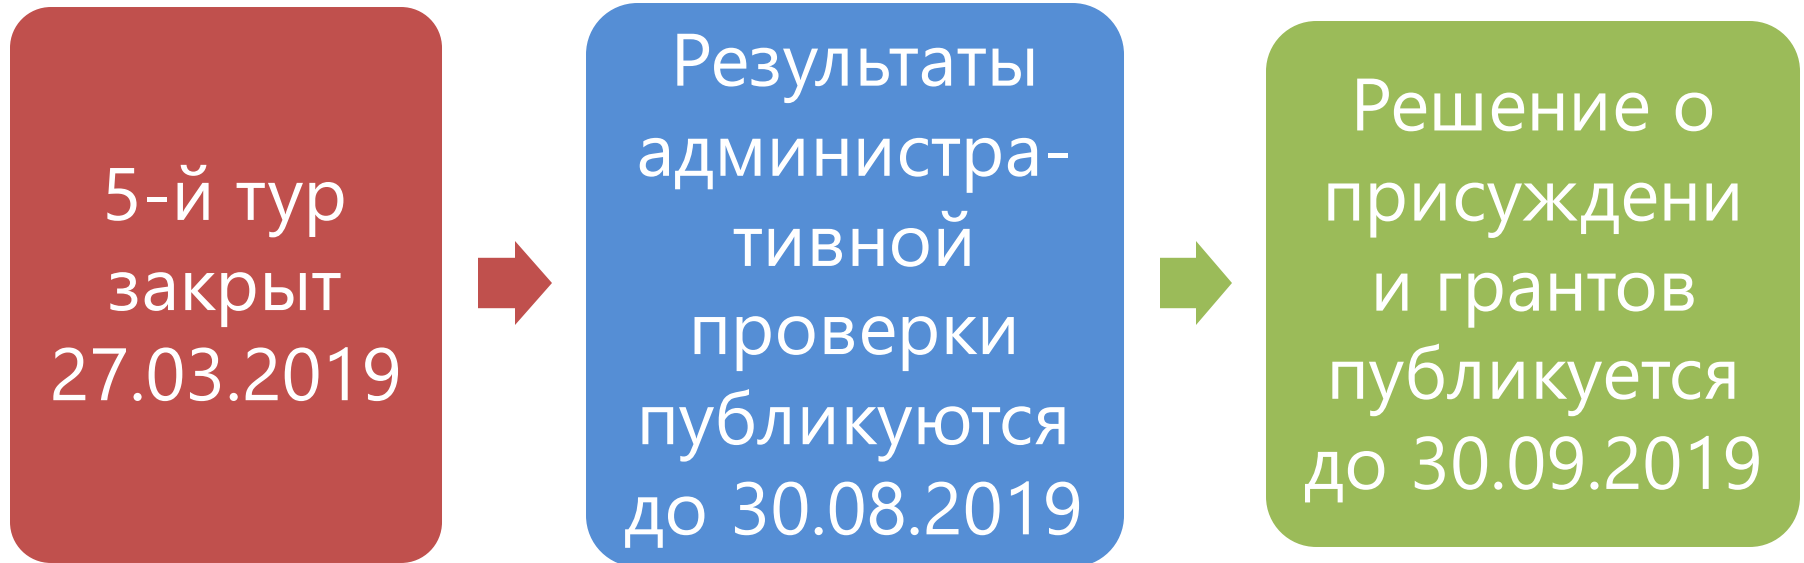 5-й тур
закрыт
27.03.2019
Результаты
администра-
тивной
проверки
публикуются
до 30.08.2019
Решение о
присуждени
и грантов
публикуется
до 30.09.2019